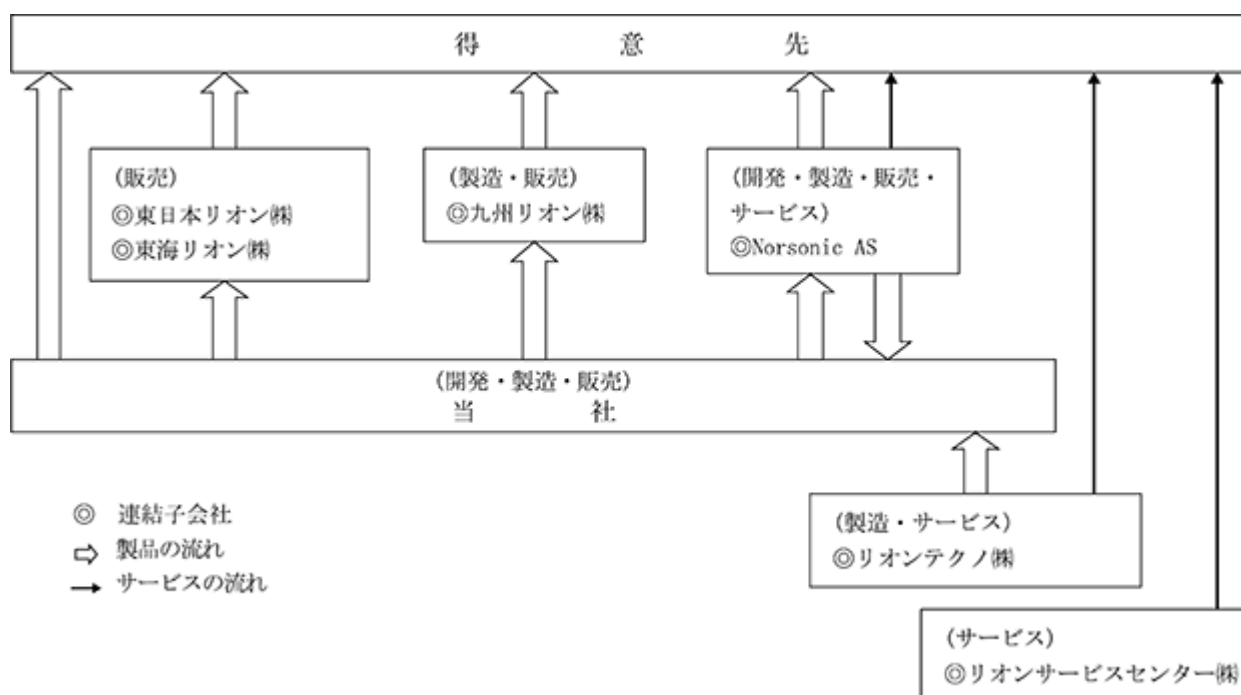 得意先
(販売)
◎東日本リオン㈱
◎東海リオン㈱
(製造・販売)
◎九州リオン㈱
(開発・製造・販売・
サービス)
◎Norsonic AS
(開発・製造・販売)
当社
◎ 連結子会社
⇨ 製品の流れ
→ サービスの流れ
(製造・サービス)
◎リオンテクノ㈱
(サービス)
◎リオンサービスセンター㈱